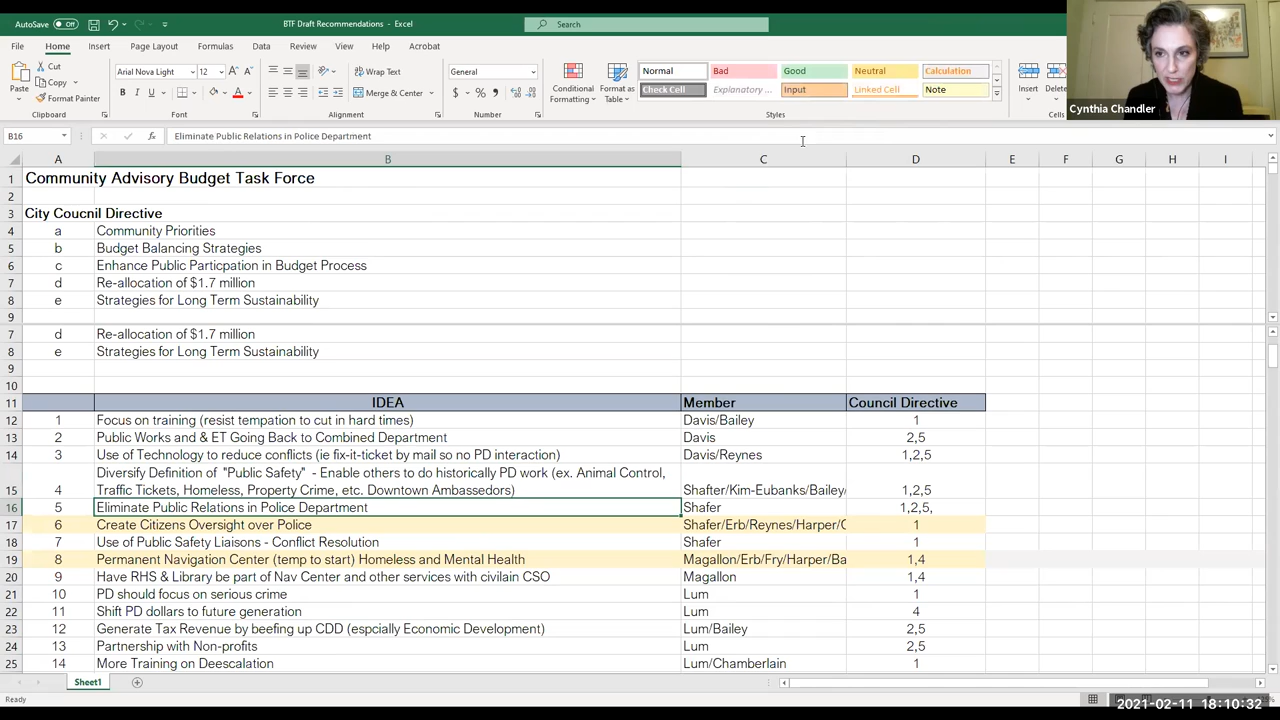 AutoSave Off BTF Draft Recommendations - Excel Search
File Home Insert Page Layout Formulas Data Review View Help Acrobat
Paste Cut Copy Format Painter Clipboard
Arial Nova Light 12 B I U Font
Wrap Text Merge & Center Alignment
General $ % Number
Conditional Formatting Format as Table
Normal Bad Good Neutral Calculation
Check Cell Explanatory ... Input Linked Cell Note
Styles
Insert Delete Cells
Cynthia Chandler
B16 fx Eliminate Public Relations in Police Department
A B C D E F G H I
1 Community Advisory Budget Task Force
2
3 City Coucnil Directive
4 a Community Priorities
5 b Budget Balancing Strategies
6 c Enhance Public Particpation in Budget Process
7 d Re-allocation of $1.7 million
8 e Strategies for Long Term Sustainability
9
7 d Re-allocation of $1.7 million
8 e Strategies for Long Term Sustainability
9
10
11 IDEA Member Council Directive
12 1 Focus on training (resist tempation to cut in hard times) Davis/Bailey 1
13 2 Public Works and & ET Going Back to Combined Department Davis 2,5
14 3 Use of Technology to reduce conflicts (ie fix-it-ticket by mail so no PD interaction) Davis/Reynes 1,2,5
Diversify Definition of "Public Safety" - Enable others to do historically PD work (ex. Animal Control,
15 4 Traffic Tickets, Homeless, Property Crime, etc. Downtown Ambassedors) Shafter/Kim-Eubanks/Bailey/ 1,2,5
16 5 Eliminate Public Relations in Police Department Shafer 1,2,5,
17 6 Create Citizens Oversight over Police Shafer/Erb/Reynes/Harper/C 1
18 7 Use of Public Safety Liaisons - Conflict Resolution Shafer 1
19 8 Permanent Navigation Center (temp to start) Homeless and Mental Health Magallon/Erb/Fry/Harper/Ba 1,4
20 9 Have RHS & Library be part of Nav Center and other services with civilain CSO Magallon 1,4
21 10 PD should focus on serious crime Lum 1
22 11 Shift PD dollars to future generation Lum 4
23 12 Generate Tax Revenue by beefing up CDD (espcially Economic Development) Lum/Bailey 2,5
24 13 Partnership with Non-profits Lum 2,5
25 14 More Training on Deescalation Lum/Chamberlain 1
Sheet1
Ready
2021-02-11 18:10:32